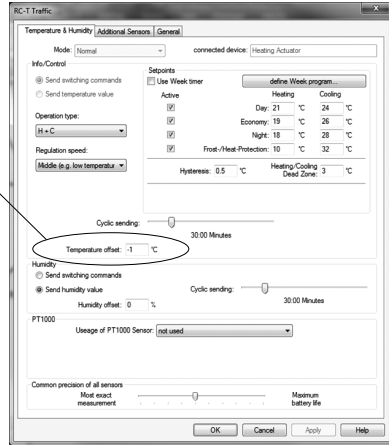 RC-T Traffic
Temperature & Humidity Additional Sensors General
Mode: Normal connected device: Heating Actuator
Info/Control
Send switching commands
Send temperature value
Operation type:
H + C
Regulation speed:
Middle (e.g. low temperatur
Setpoints
Use Week timer define Week program...
Active Heating Cooling
Day: 21 °C 24 °C
Economy: 19 °C 26 °C
Night: 18 °C 28 °C
Frost-/Heat-Protection: 10 °C 32 °C
Hysteresis: 0.5 °C Heating/Cooling Dead Zone: 3 °C
Cyclic sending:
30:00 Minutes
Temperature offset: -1 °C
Humidity
Send switching commands
Send humidity value Cyclic sending:
30:00 Minutes
Humidity offset: 0 %
PT1000
Useage of PT1000 Sensor: not used
Common precision of all sensors
Most exact measurement Maximum battery life
OK Cancel Apply Help